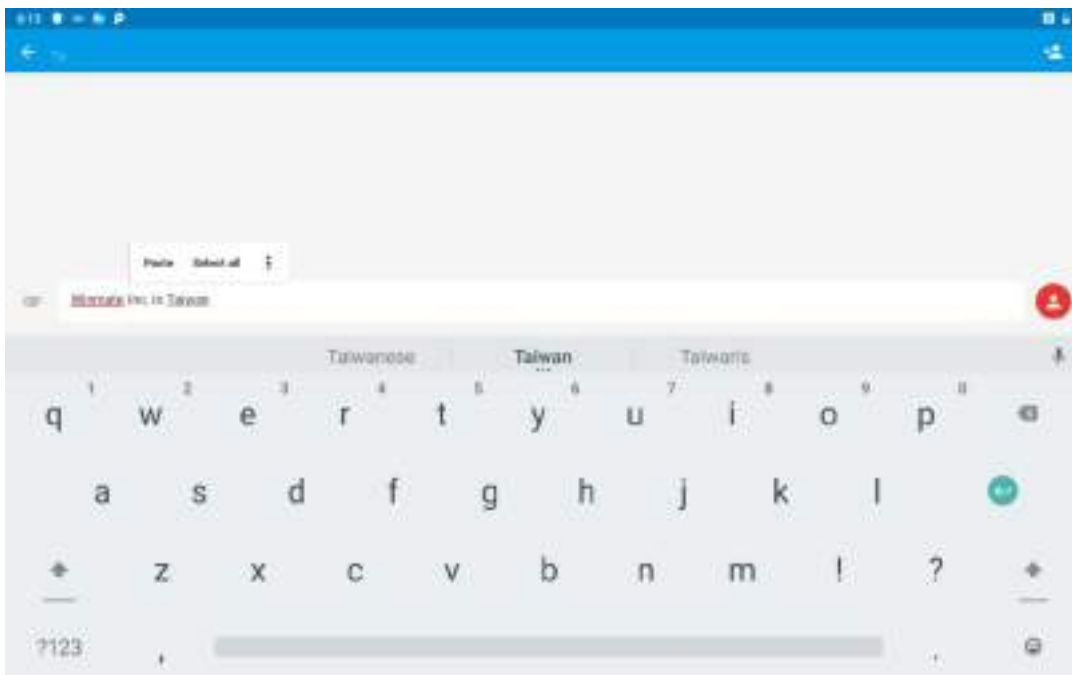 Paste Select all
Inc in Taiwan
Taiwanese Taiwan Taiwan's
1 2 3 4 5 6 7 8 9 0
q w e r t y u i o p
a s d f g h j k l
z x c v b n m ! ?
?123 , .